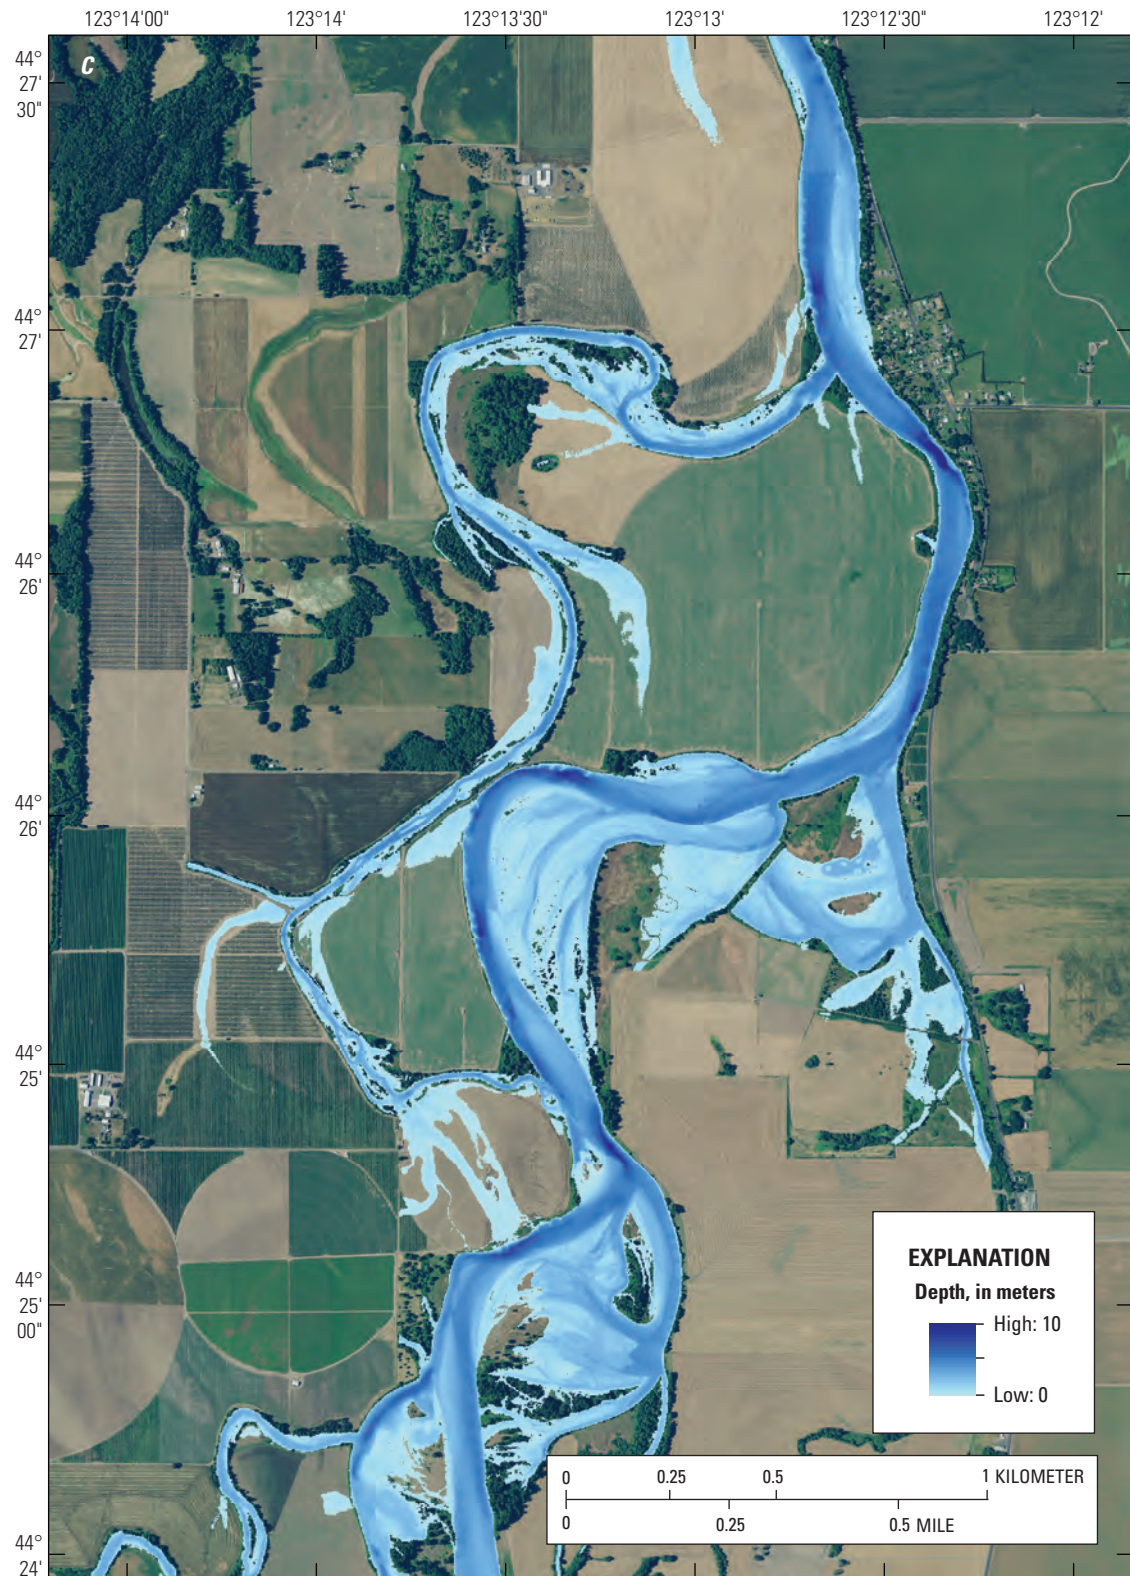 123°14'00" 123°14' 123°13'30" 123°13' 123°12'30" 123°12'
C
44°
27'
30"
44°
27'
44°
26'
44°
26'
44°
25'
44°
25'
00"
44°
24'
EXPLANATION
Depth, in meters
High: 10
Low: 0
0 0.25 0.5 1 KILOMETER
0 0.25 0.5 MILE